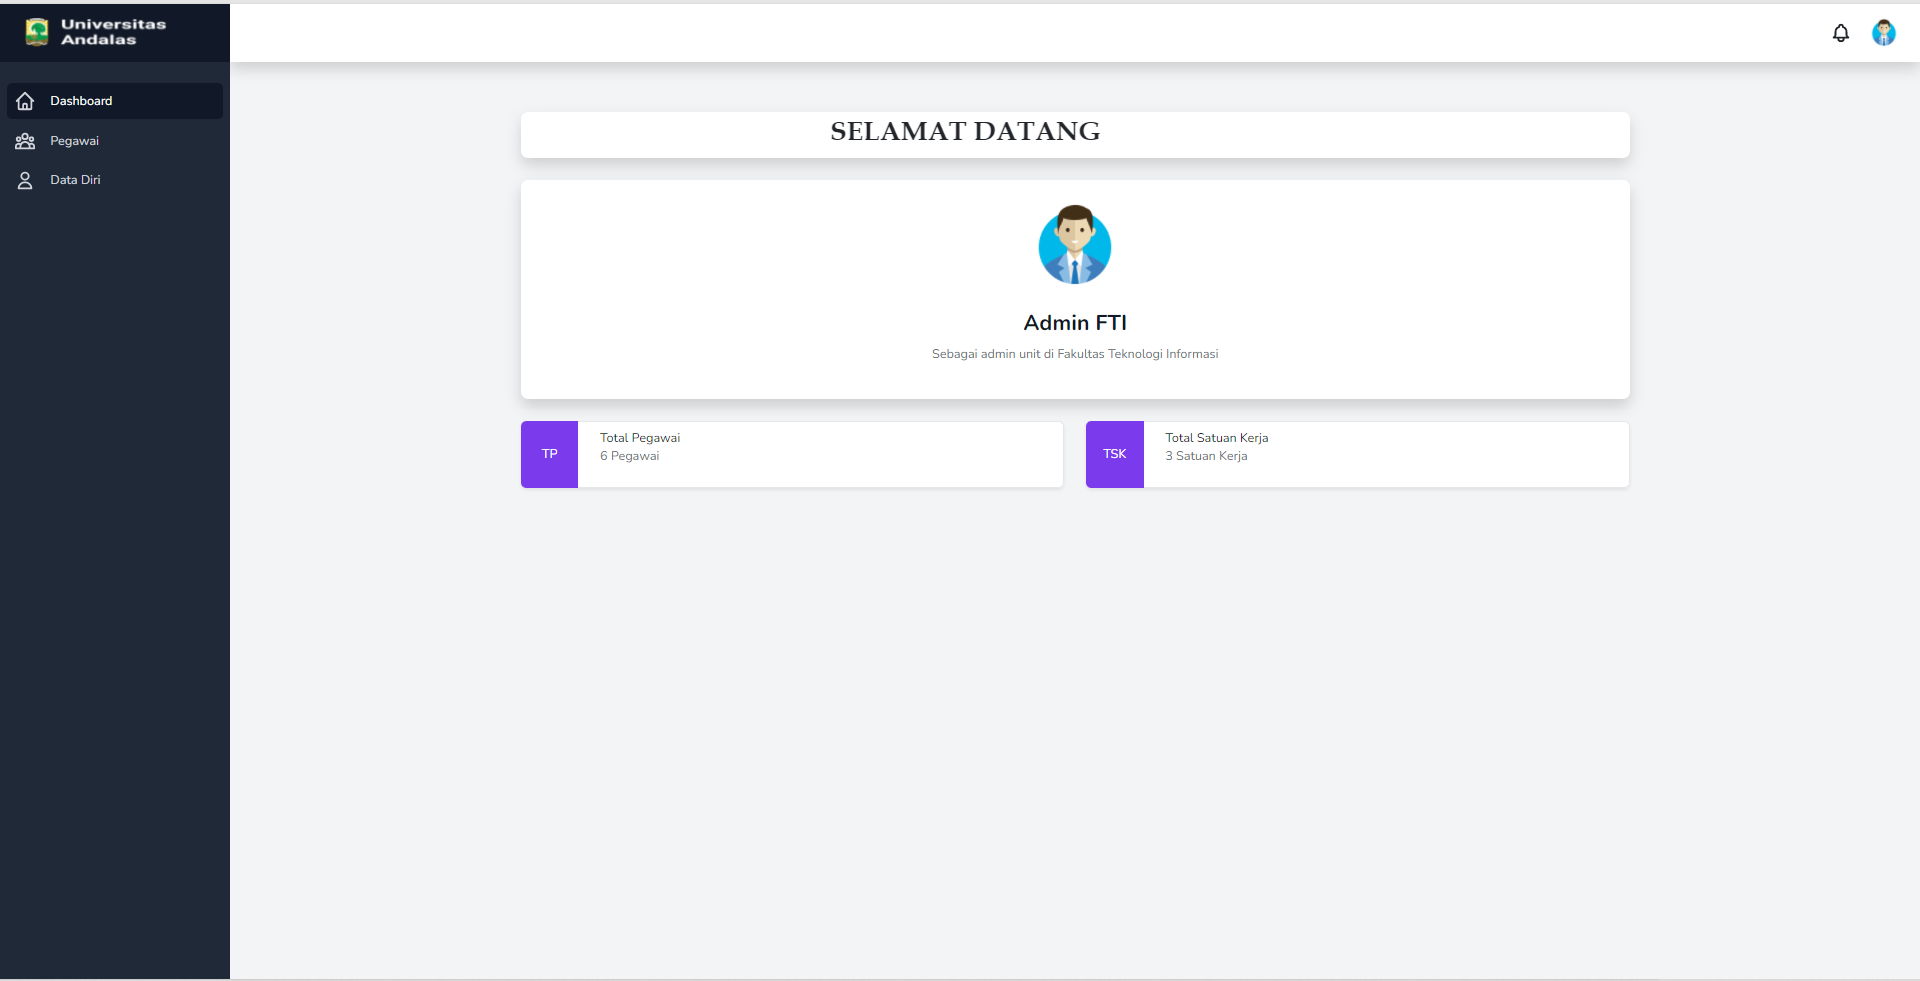 Universitas
Andalas
Dashboard
Pegawai
Data Diri
SELAMAT DATANG
Admin FTI
Sebagai admin unit di Fakultas Teknologi Informasi
TP
Total Pegawai
6 Pegawai
TSK
Total Satuan Kerja
3 Satuan Kerja